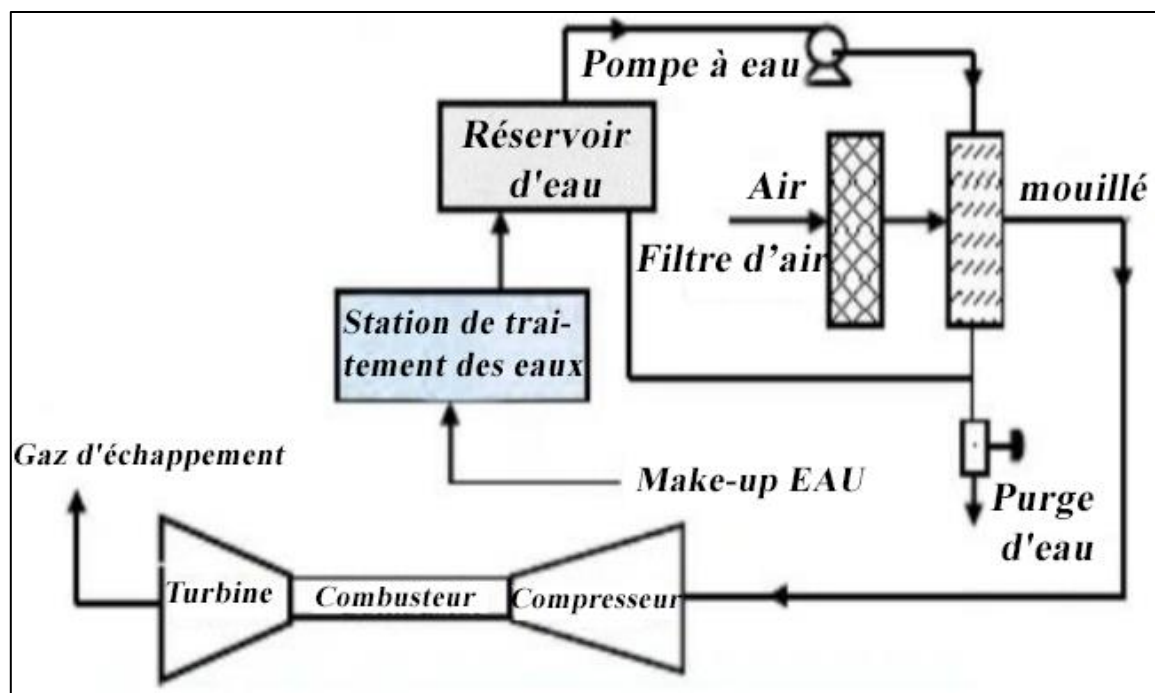 Pompe à eau
Réservoir
d'eau
Air
mouillé
Filtre d’air
Station de trai-
tement des eaux
Gaz d'échappement
Make-up EAU
Purge
d'eau
Turbine
Combusteur
Compresseur